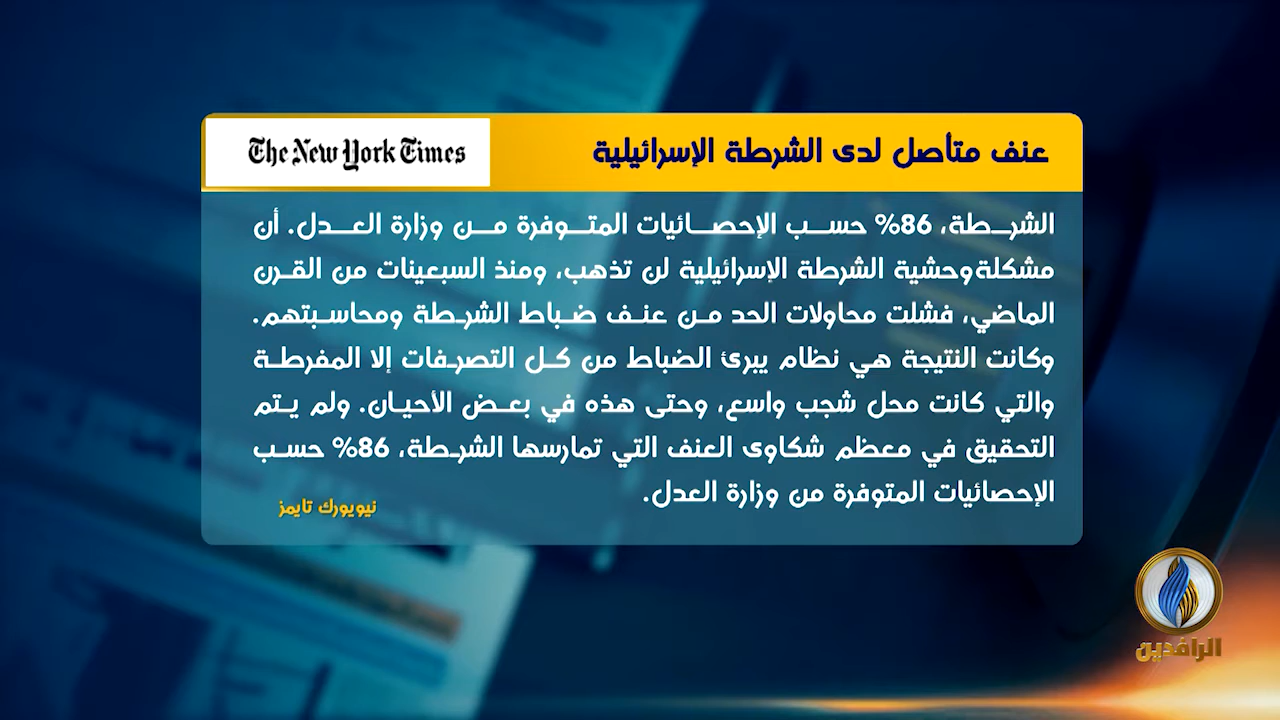 عنف متأصل لدى الشرطة الإسرائيلية
The New York Times
الشرطة، 86% حسب الإحصائيات المتوفرة من وزارة العدل. أن
مشكلة وحشية الشرطة الإسرائيلية لن تذهب، ومنذ السبعينات من القرن
الماضي، فشلت محاولات الحد من عنف ضباط الشرطة ومحاسبتهم.
وكانت النتيجة هي نظام يبرئ الضباط من كل التصرفات إلا المفرطة
والتي كانت محل شجب واسع، وحتى هذه في بعض الأحيان. ولم يتم
التحقيق في معظم شكاوى العنف التي تمارسها الشرطة، 86% حسب
الإحصائيات المتوفرة من وزارة العدل.
نيويورك تايمز
الرافدين